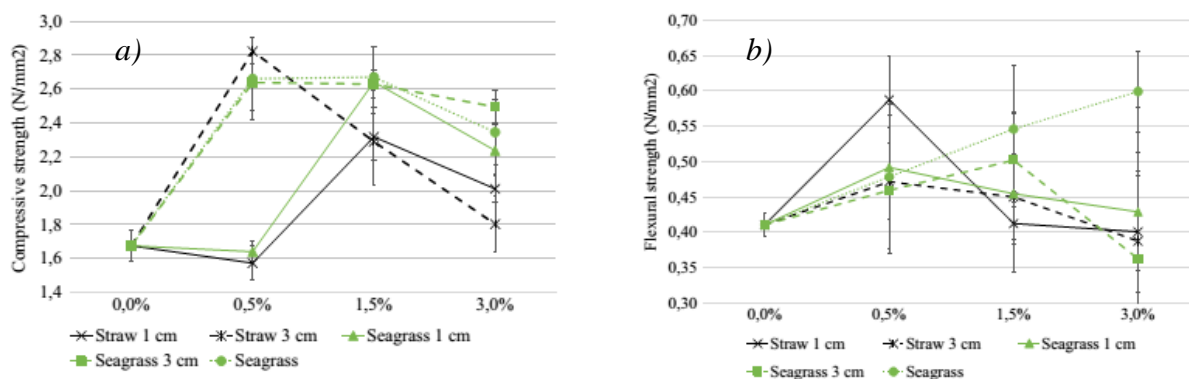 a)
Compressive strength (N/mm2)
3,0
2,8
2,6
2,4
2,2
2,0
1,8
1,6
1,4
0,0% 0,5% 1,5% 3,0%
Straw 1 cm Straw 3 cm Seagrass 1 cm
Seagrass 3 cm Seagrass
b)
Flexural strength (N/mm2)
0,70
0,65
0,60
0,55
0,50
0,45
0,40
0,35
0,30
0,0% 0,5% 1,5% 3,0%
Straw 1 cm Straw 3 cm Seagrass 1 cm
Seagrass 3 cm Seagrass